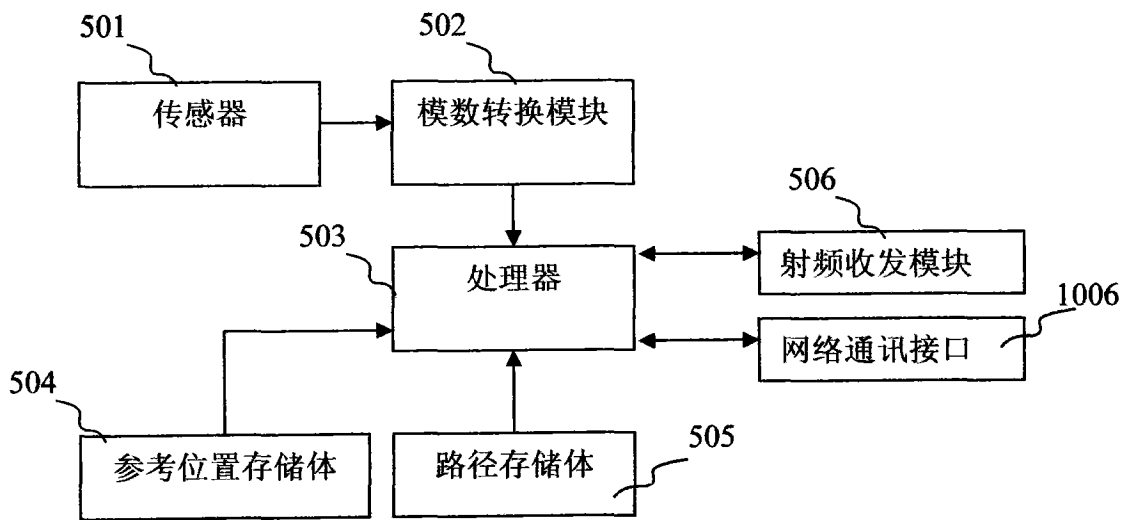 501
502
传感器
模数转换模块
506
503
处理器
射频收发模块
1006
网络通讯接口
504
505
参考位置存储体
路径存储体